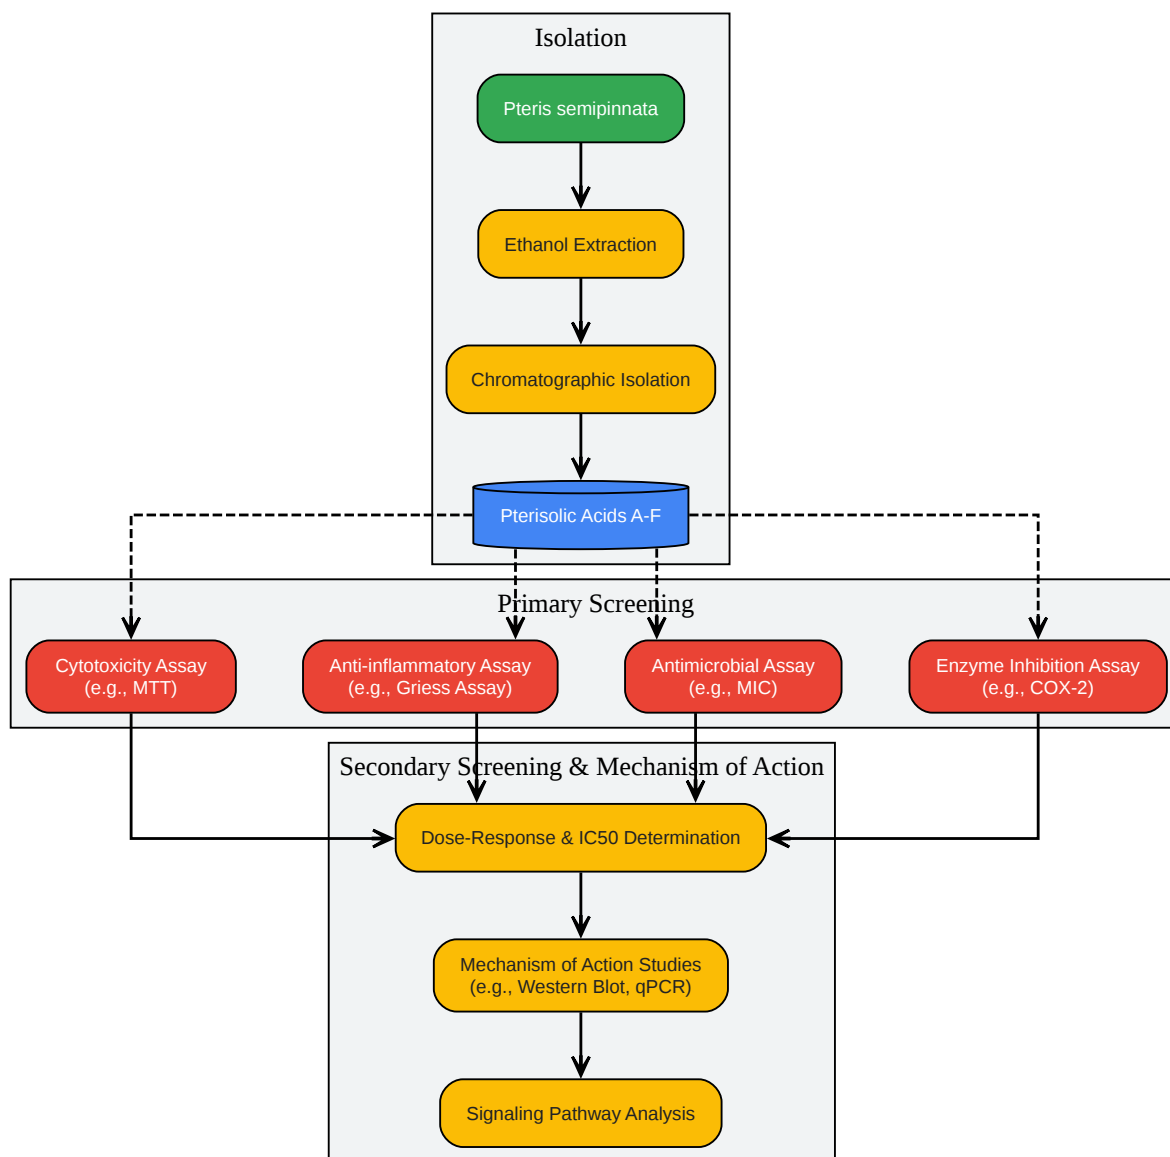 Isolation
Pteris semipinnata
Ethanol Extraction
Chromatographic Isolation
Pterisolic Acids A-F
Primary Screening
Cytotoxicity Assay
(e.g., MTT)
Anti-inflammatory Assay
(e.g., Griess Assay)
Antimicrobial Assay
(e.g., MIC)
Enzyme Inhibition Assay
(e.g., COX-2)
Secondary Screening & Mechanism of Action
Dose-Response & IC50 Determination
Mechanism of Action Studies
(e.g., Western Blot, qPCR)
Signaling Pathway Analysis